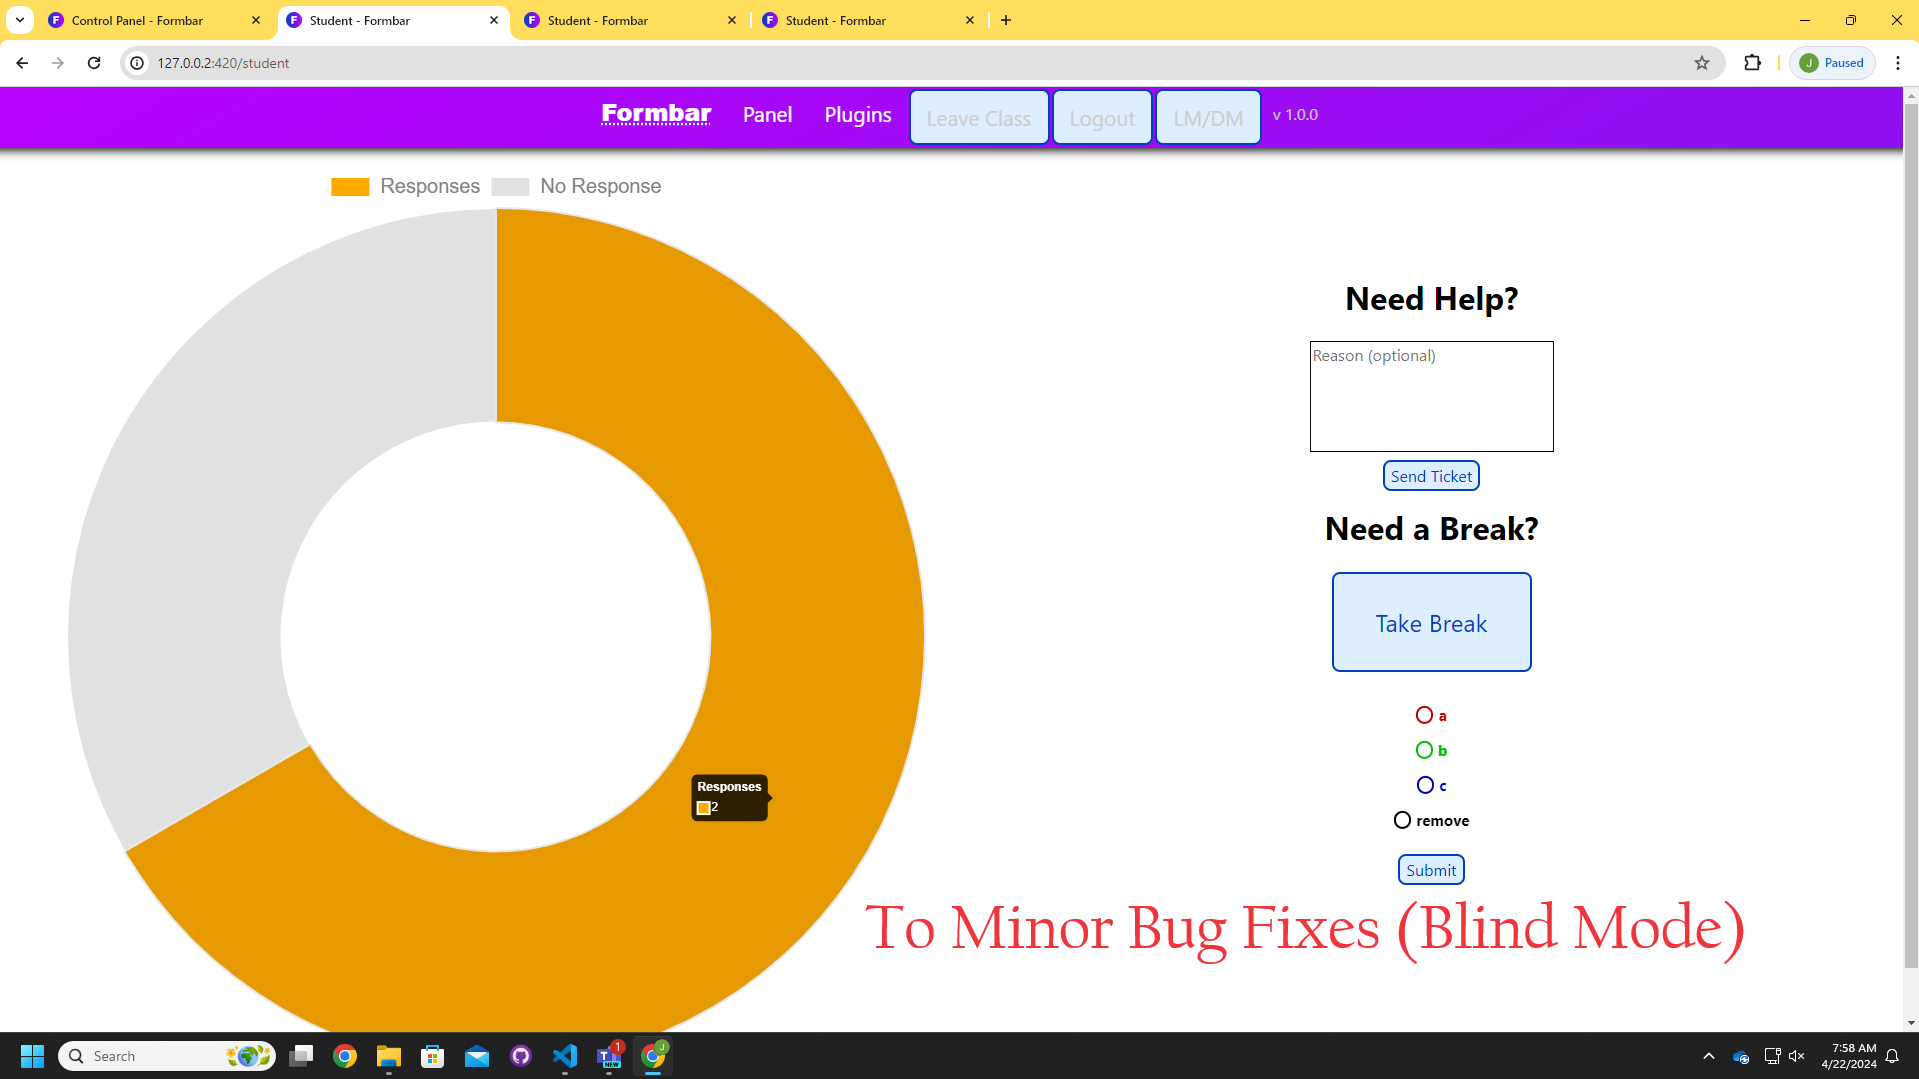 Control Panel - Formbar
Student - Formbar
Student - Formbar
Student - Formbar
127.0.0.2:420/student
J
Paused
Formbar
Panel
Plugins
Leave Class
Logout
LM/DM
v 1.0.0
Responses
No Response
Need Help?
Reason (optional)
Send Ticket
Need a Break?
Take Break
a
b
c
remove
Submit
Responses
2
To Minor Bug Fixes (Blind Mode)
Search
1
NEW
J
7:58 AM
4/22/2024